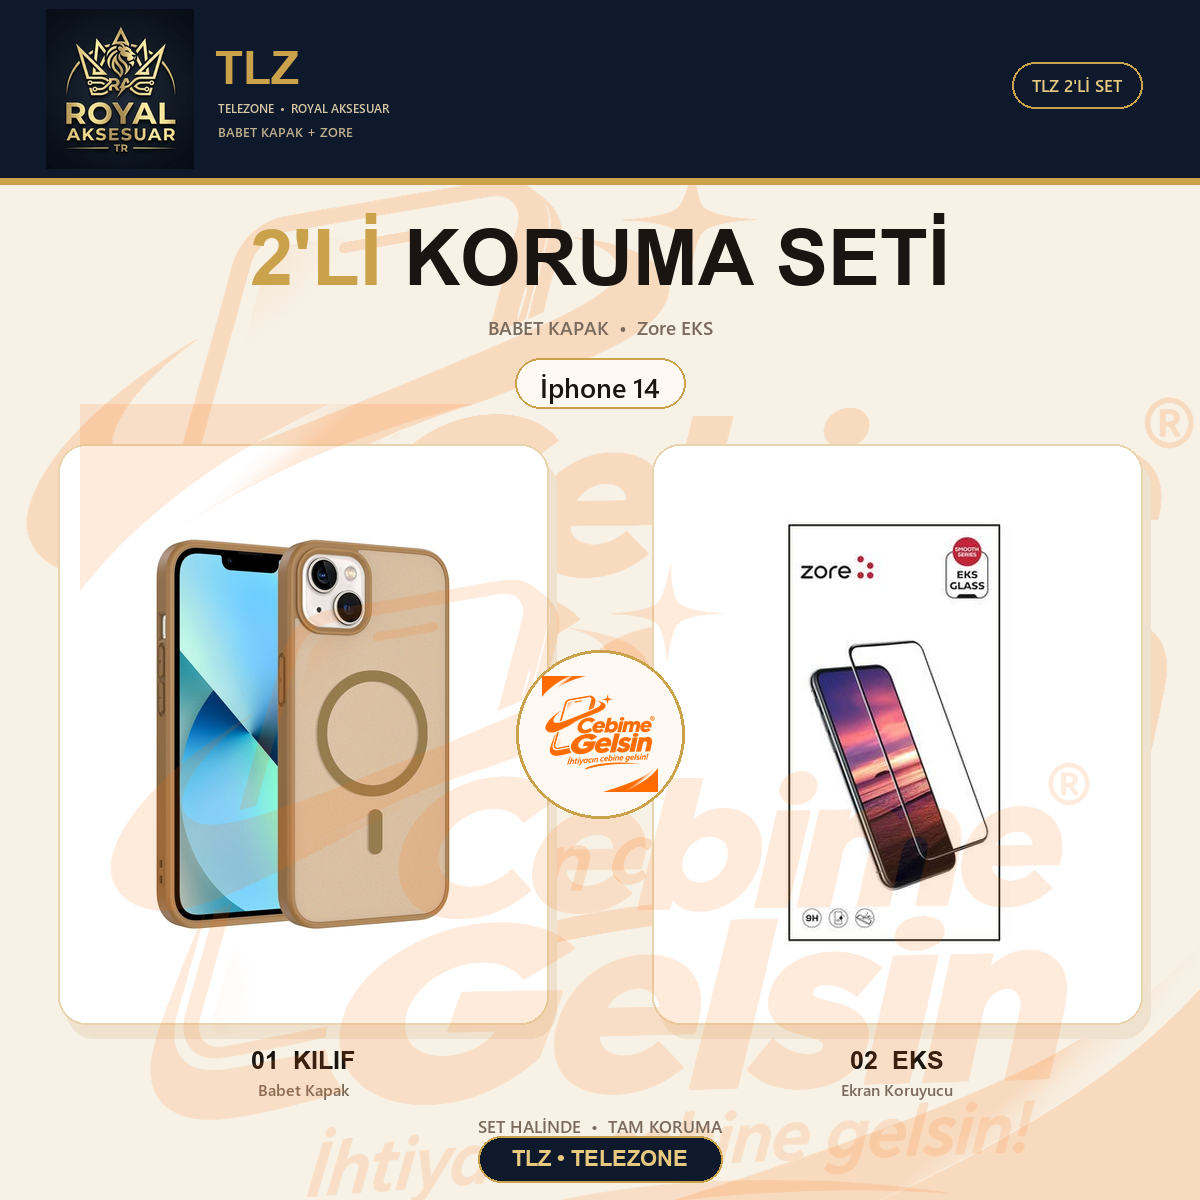 ROYAL
AKSESUAR
TR
TLZ
TELEZONE • ROYAL AKSESUAR
BABET KAPAK + ZORE
TLZ 2'Lİ SET
2'Lİ KORUMA SETİ
BABET KAPAK • Zore EKS
İphone 14
zore
SMOOTH
SERIES
EKS
GLASS
9H
Cebime®
Gelsin
İhtiyacın cebine gelsin!
Cebime®
Gelsin
01 KILIF
Babet Kapak
02 EKS
Ekran Koruyucu
SET HALİNDE • TAM KORUMA
TLZ • TELEZONE